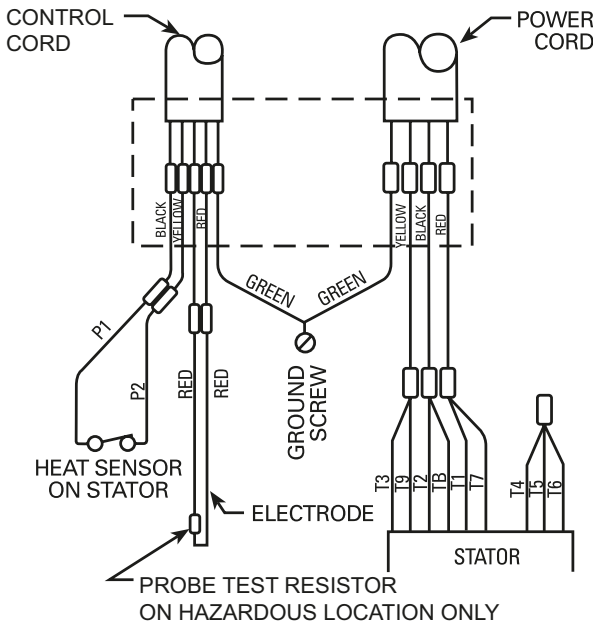 CONTROL
CORD
POWER
CORD
BLACK
YELLOW
RED
YELLOW
BLACK
RED
GREEN
GREEN
GROUND
SCREW
P1
P2
RED
RED
HEAT SENSOR
ON STATOR
ELECTRODE
T3
T9
T2
TB
T1
T7
T4
T5
T6
STATOR
PROBE TEST RESISTOR
ON HAZARDOUS LOCATION ONLY